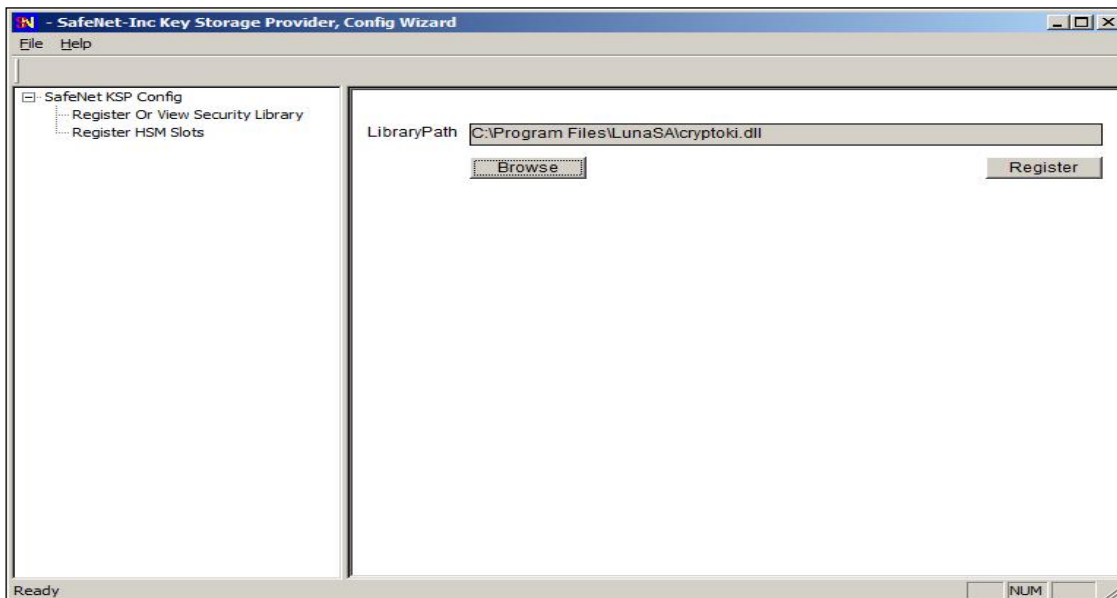 - SafeNet-Inc Key Storage Provider, Config Wizard
File Help
SafeNet KSP Config
Register Or View Security Library
Register HSM Slots
LibraryPath C:\Program Files\LunaSA\cryptoki.dll
Browse Register
Ready NUM